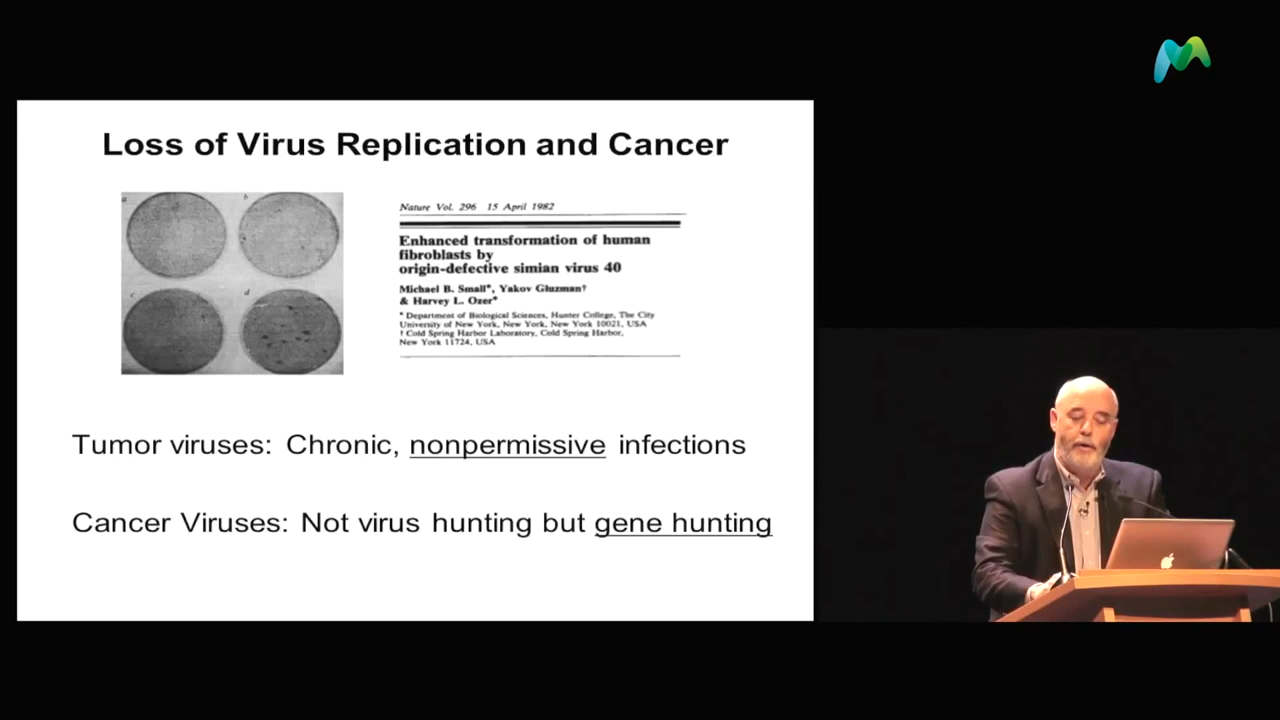 Loss of Virus Replication and Cancer
a
b
c
d
Nature Vol. 296 15 April 1982
Enhanced transformation of human
fibroblasts by
origin-defective simian virus 40
Michael B. Small*, Yakov Gluzman†
& Harvey L. Ozer*
* Department of Biological Sciences, Hunter College, The City
University of New York, New York, New York 10021, USA
† Cold Spring Harbor Laboratory, Cold Spring Harbor,
New York 11724, USA
Tumor viruses: Chronic, nonpermissive infections
Cancer Viruses: Not virus hunting but gene hunting